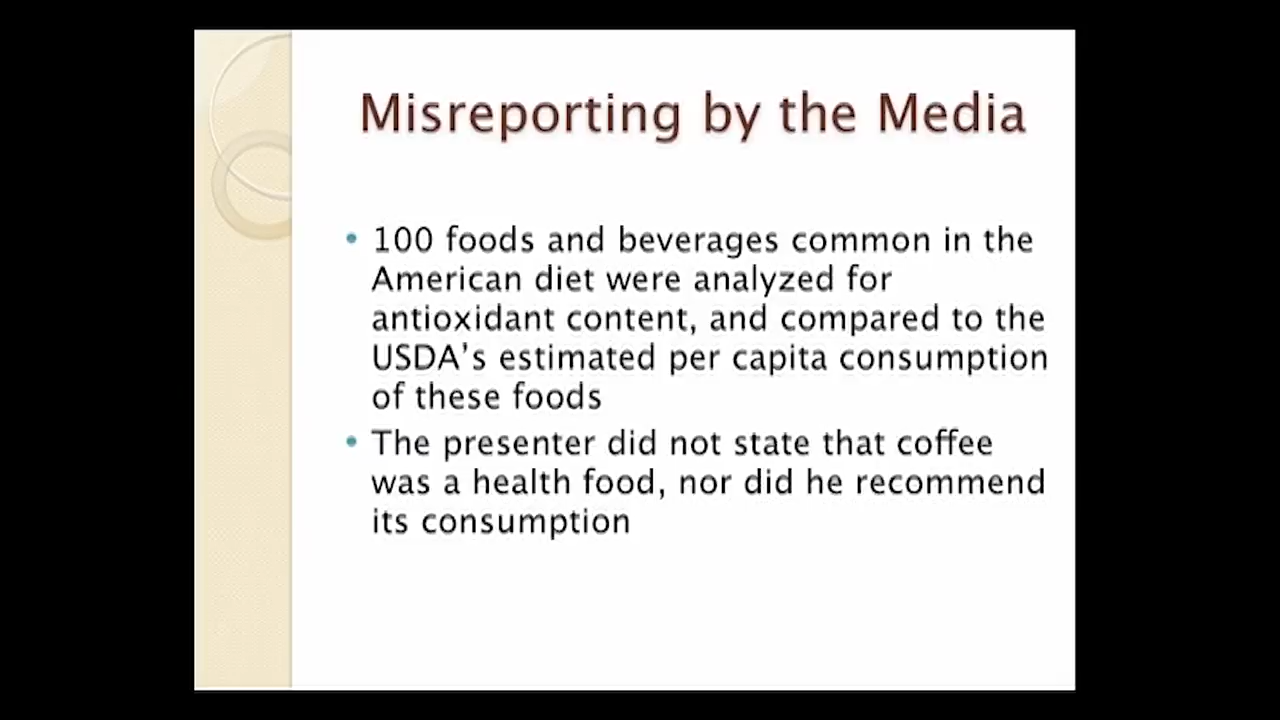 Misreporting by the Media
• 100 foods and beverages common in the
American diet were analyzed for
antioxidant content, and compared to the
USDA’s estimated per capita consumption
of these foods
• The presenter did not state that coffee
was a health food, nor did he recommend
its consumption